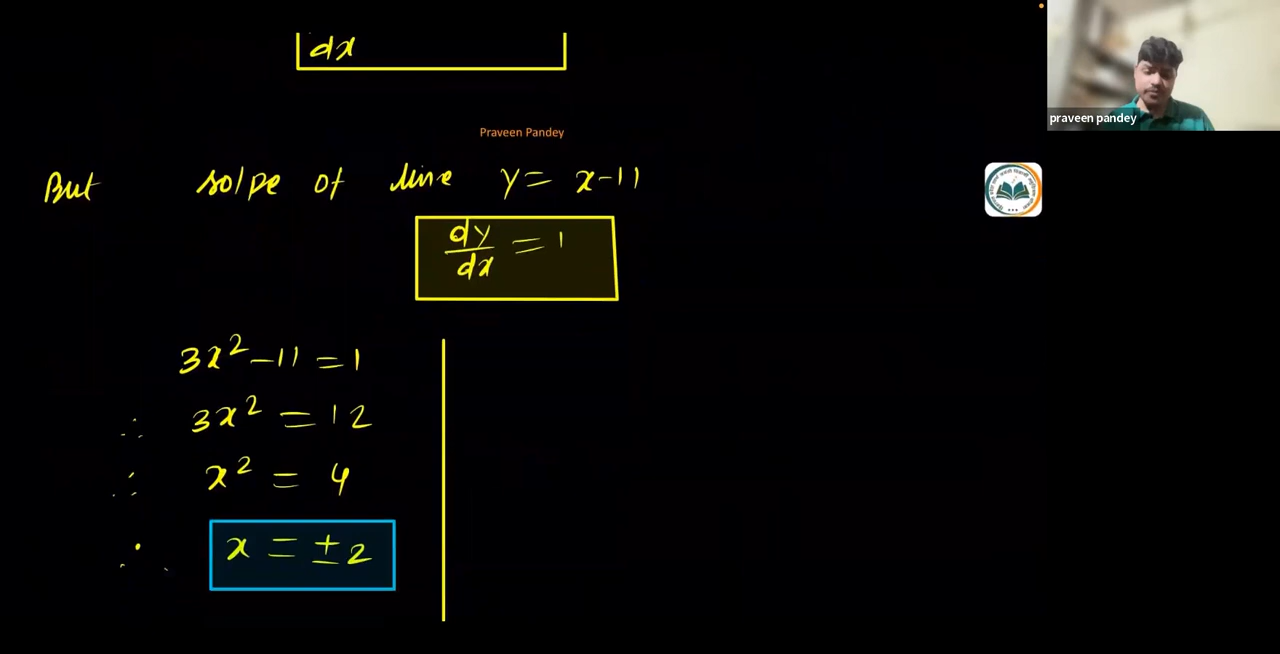 dx
praveen pandey
Praveen Pandey
But solpe of line y = x-11
dy/dx = 1
3x² - 11 = 1
∴ 3x² = 12
∴ x² = 4
∴ x = ±2